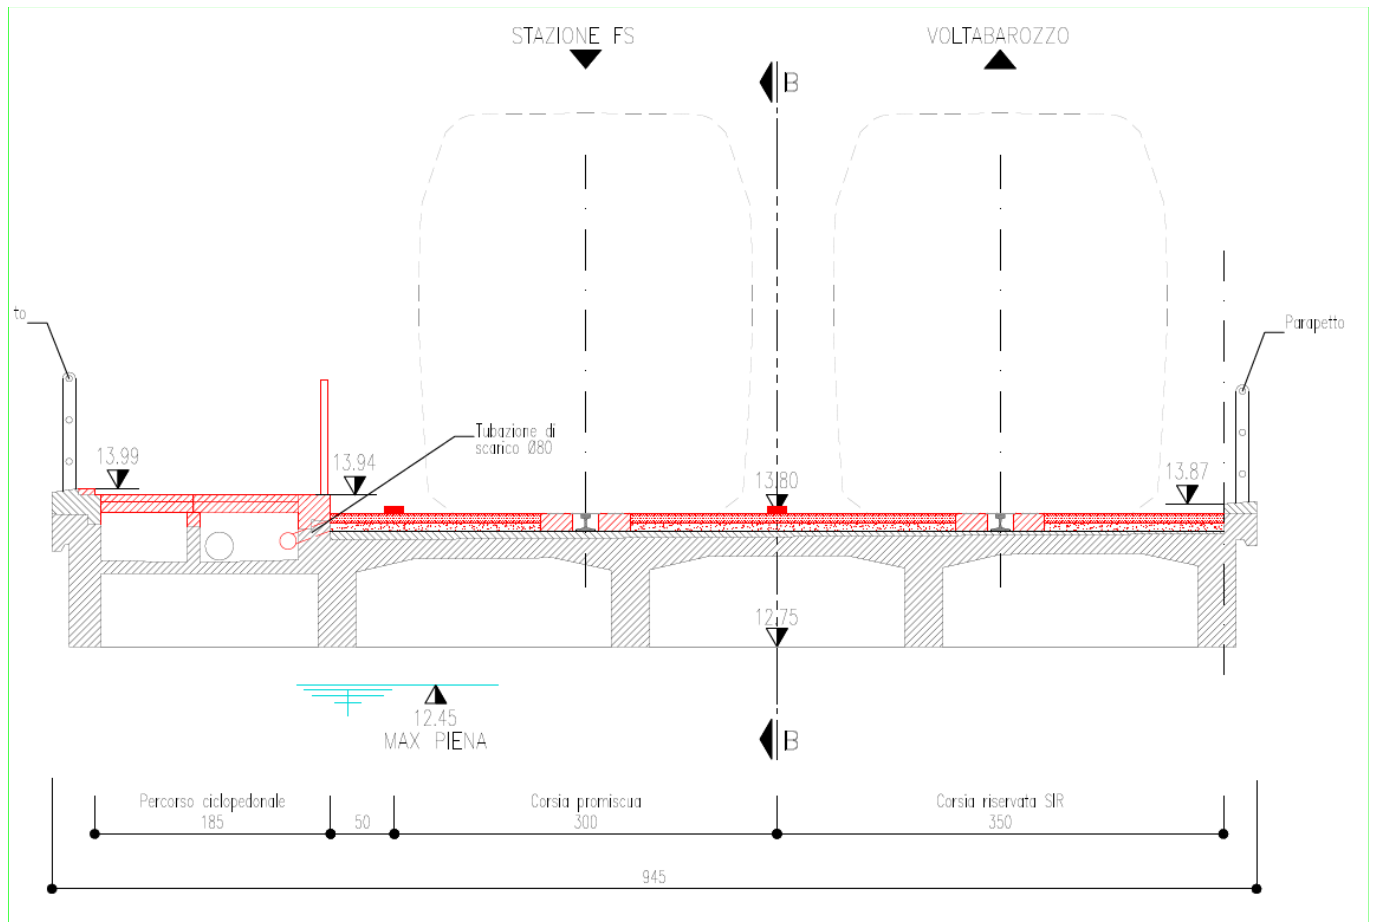 STAZIONE FS
VOLTABAROZZO
B
to
Parapetto
Tubazione di
scarico Ø80
13.99
13.94
13.80
13.87
12.75
12.45
MAX PIENA
B
Percorso ciclopedonale
185
50
Corsia promiscua
300
Corsia riservata SIR
350
945